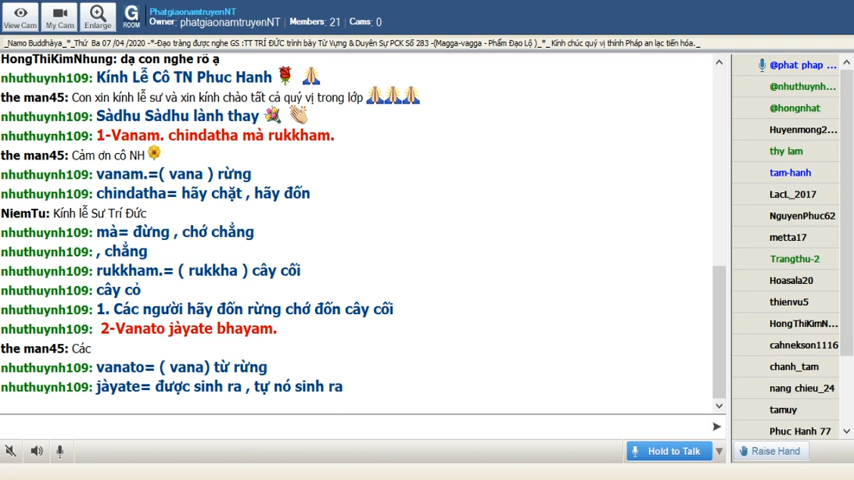 View Cam
My Cam
Enlarge
G
ROOM
PhatgiaonamtruyenNT
Owner: phatgiaonamtruyenNT | Members: 21 | Cams: 0
_Namo Buddhàya_*_Thứ Ba 07 /04 /2020 -*-Đạo tràng được nghe GS :TT TRÍ ĐỨC trình bày Từ Vựng & Duyên Sự PCK Số 283 -(Magga-vagga - Phẩm Đạo Lộ )_*_ Kính chúc quý vị thính Pháp an lạc tiến hóa._
HongThiKimNhung: dạ con nghe rõ ạ
nhuthuynh109: Kính Lễ Cô TN Phuc Hanh
the man45: Con xin kính lễ sư và xin kính chào tất cả quý vị trong lớp
nhuthuynh109: Sàdhu Sàdhu lành thay
nhuthuynh109: 1-Vanam. chindatha mà rukkham.
the man45: Cảm ơn cô NH
nhuthuynh109: vanam.=( vana ) rừng
nhuthuynh109: chindatha= hãy chặt , hãy đốn
NiemTu: Kính lễ Sư Trí Đức
nhuthuynh109: mà= đừng , chớ chẳng
nhuthuynh109: , chẳng
nhuthuynh109: rukkham.= ( rukkha ) cây cối
nhuthuynh109: cây cỏ
nhuthuynh109: 1. Các người hãy đốn rừng chớ đốn cây cối
nhuthuynh109: 2-Vanato jàyate bhayam.
the man45: Các
nhuthuynh109: vanato= ( vana) từ rừng
nhuthuynh109: jàyate= được sinh ra , tự nó sinh ra
Hold to Talk
@phat phap ...
@nhuthuynh...
@hongnhat
Huyenmong2...
thy lam
tam-hanh
LacL_2017
NguyenPhuc62
metta17
Trangthu-2
Hoasala20
thienvu5
HongThiKimN...
cahnekson1116
chanh_tam
nang chieu_24
tamuy
Phuc Hanh 77
Raise Hand